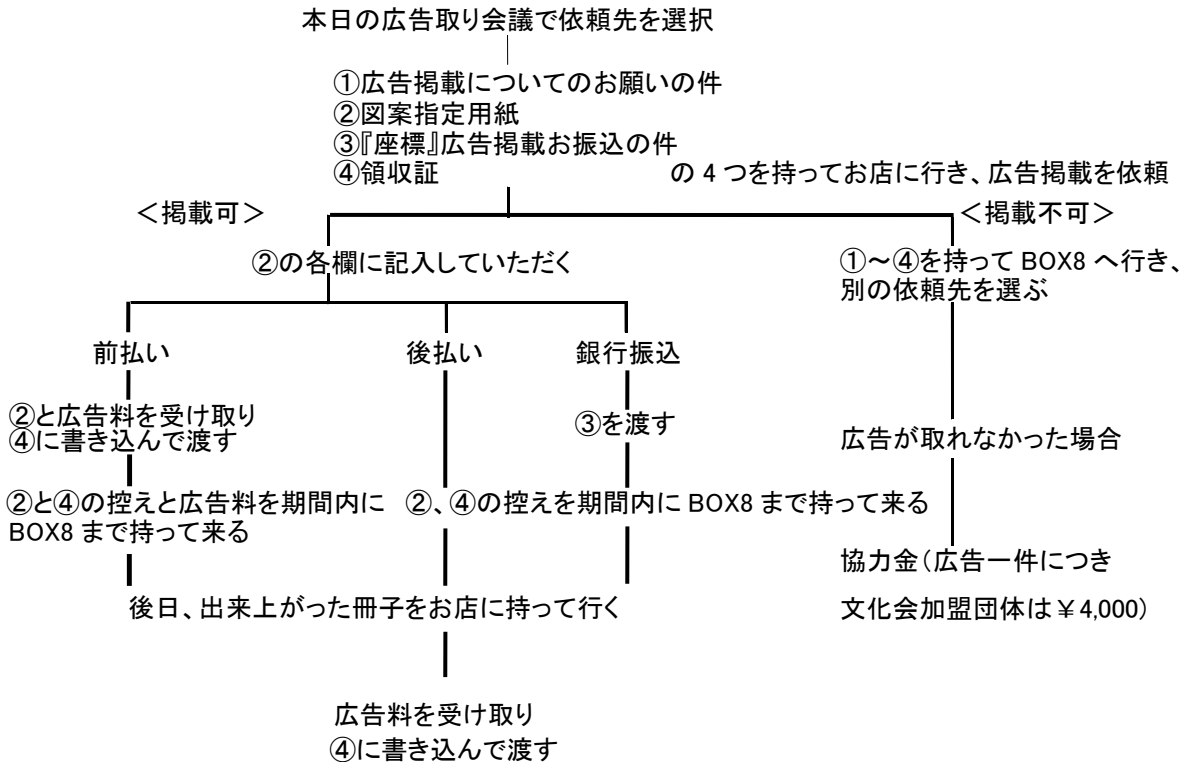 本日の広告取り会議で依頼先を選択
①広告掲載についてのお願いの件
②図案指定用紙
③『座標』広告掲載お振込の件
④領収証 の 4 つを持ってお店に行き、広告掲載を依頼
＜掲載可＞ ＜掲載不可＞
②の各欄に記入していただく
①～④を持って BOX8 へ行き、
別の依頼先を選ぶ
前払い 後払い 銀行振込
②と広告料を受け取り
④に書き込んで渡す
③を渡す
広告が取れなかった場合
②と④の控えと広告料を期間内に
BOX8 まで持って来る
②、④の控えを期間内に BOX8 まで持って来る
協力金（広告一件につき
文化会加盟団体は￥4,000）
後日、出来上がった冊子をお店に持って行く
広告料を受け取り
④に書き込んで渡す